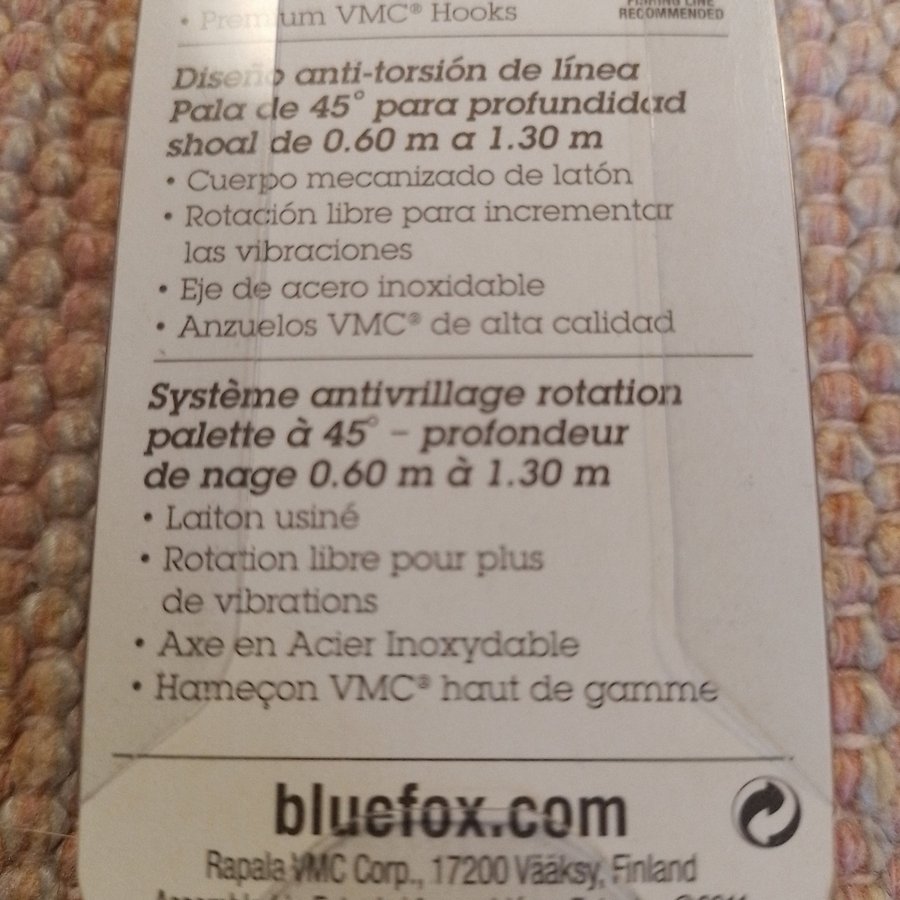 • Premium VMC® Hooks
FISHING LINE
RECOMMENDED
Diseño anti-torsión de línea
Pala de 45° para profundidad
shoal de 0.60 m a 1.30 m
• Cuerpo mecanizado de latón
• Rotación libre para incrementar
las vibraciones
• Eje de acero inoxidable
• Anzuelos VMC® de alta calidad
Système antivrillage rotation
palette à 45° – profondeur
de nage 0.60 m à 1.30 m
• Laiton usiné
• Rotation libre pour plus
de vibrations
• Axe en Acier Inoxydable
• Hameçon VMC® haut de gamme
bluefox.com
Rapala VMC Corp., 17200 Vääksy, Finland